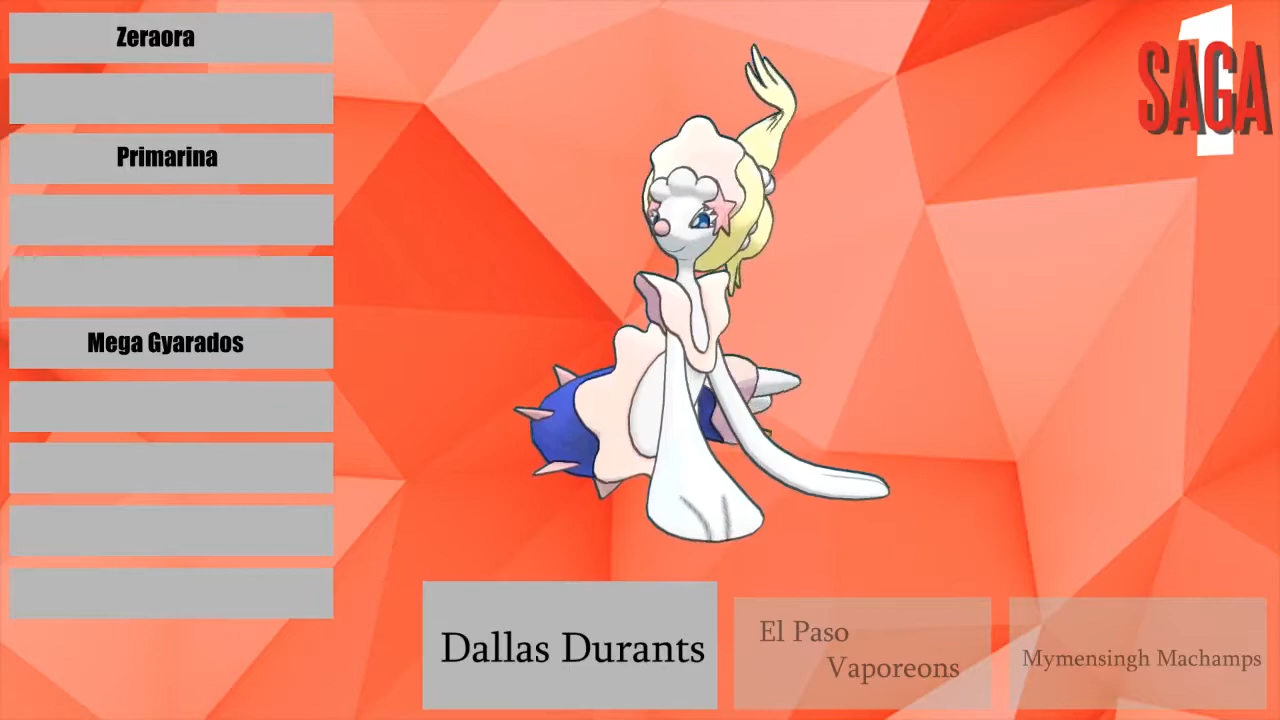 Zeraora
Primarina
Mega Gyarados
1
SAGA
Dallas Durants
El Paso
Vaporeons
Mymensingh Machamps